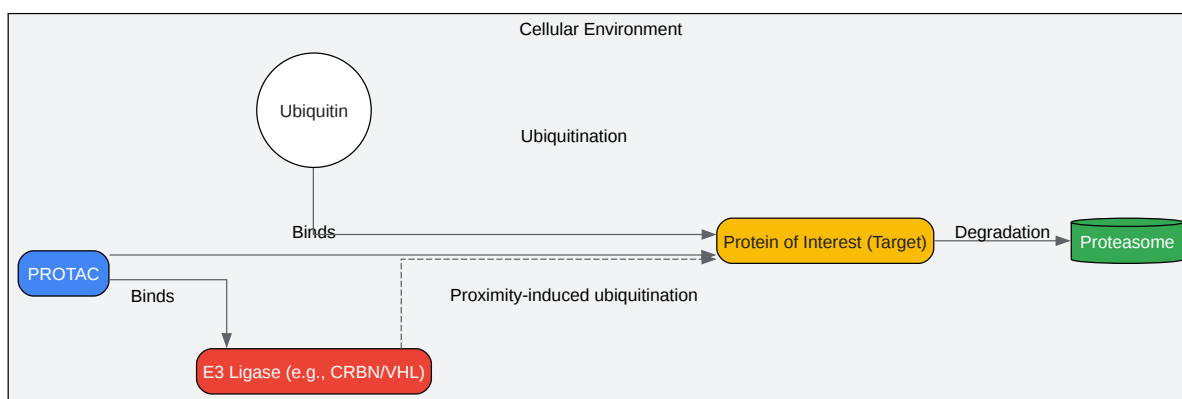 Cellular Environment
Ubiquitin
Ubiquitination
Binds
Protein of Interest (Target)
Degradation
Proteasome
PROTAC
Binds
Proximity-induced ubiquitination
E3 Ligase (e.g., CRBN/VHL)